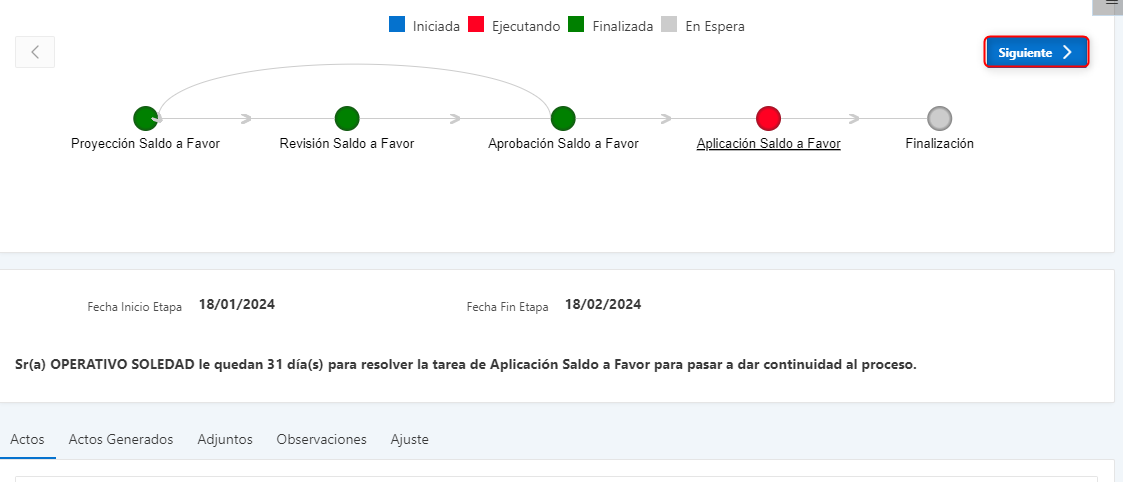 Iniciada Ejecutando Finalizada En Espera
Siguiente
Proyección Saldo a Favor Revisión Saldo a Favor Aprobación Saldo a Favor Aplicación Saldo a Favor Finalización
Fecha Inicio Etapa 18/01/2024 Fecha Fin Etapa 18/02/2024
Sr(a) OPERATIVO SOLEDAD le quedan 31 día(s) para resolver la tarea de Aplicación Saldo a Favor para pasar a dar continuidad al proceso.
Actos Actos Generados Adjuntos Observaciones Ajuste